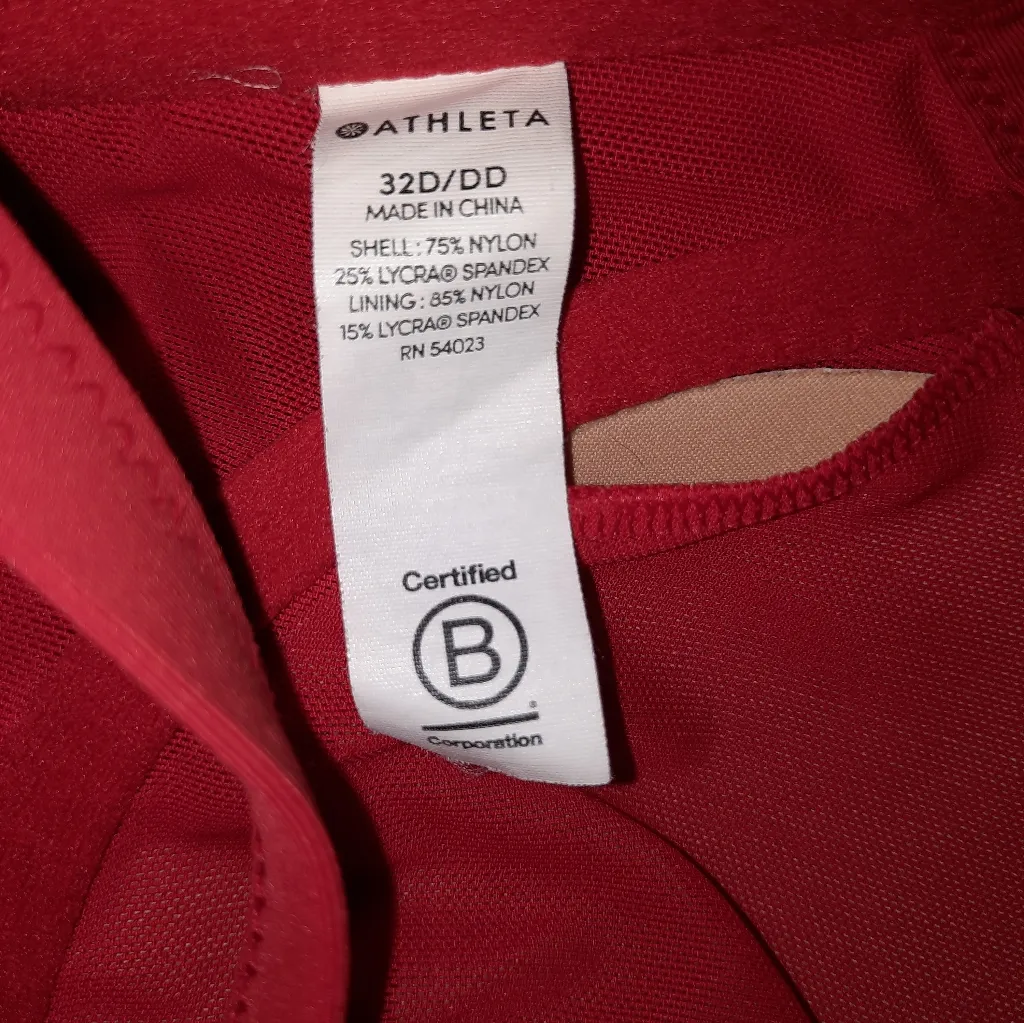 ATHLETA
32D/DD
MADE IN CHINA
SHELL: 75% NYLON
25% LYCRA® SPANDEX
LINING: 85% NYLON
15% LYCRA® SPANDEX
RN 54023
Certified
B
®
Corporation